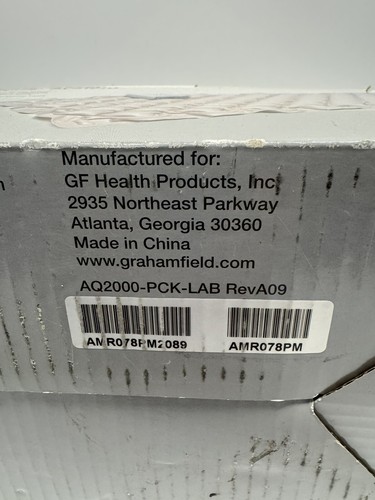 Manufactured for:
GF Health Products, Inc.
2935 Northeast Parkway
Atlanta, Georgia 30360
Made in China
www.grahamfield.com
AQ2000-PCK-LAB RevA09
AMR078PM2089
AMR078PM